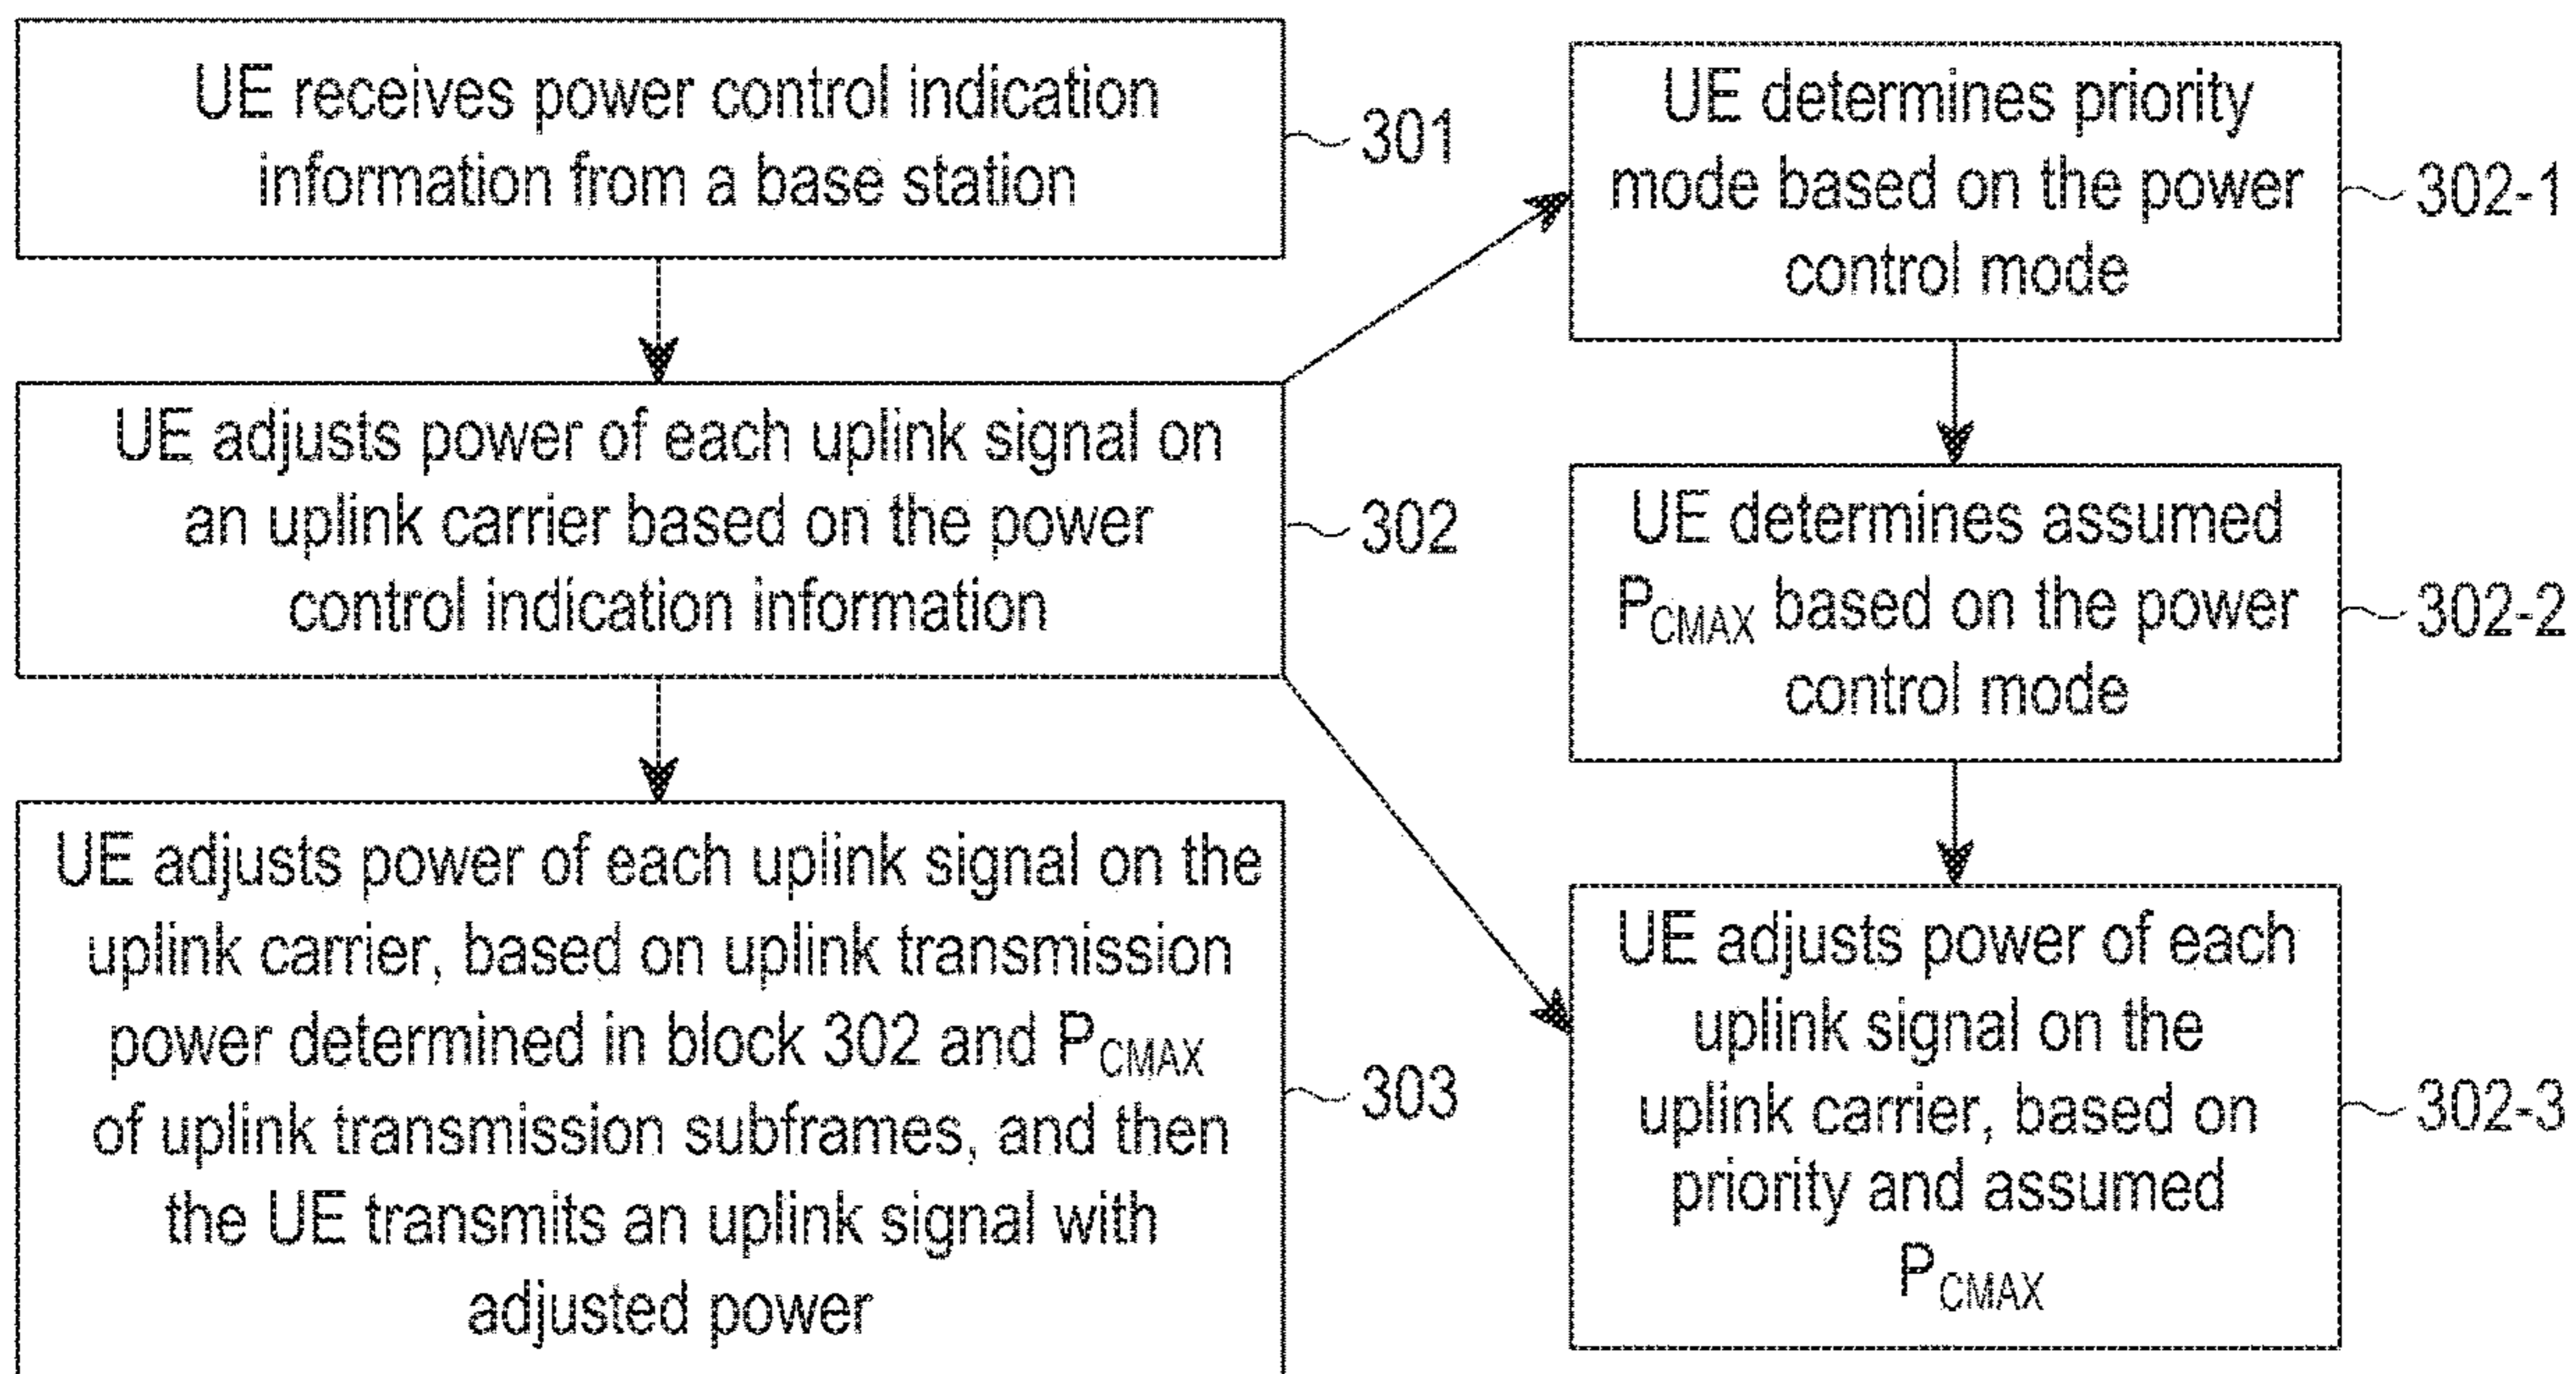 UE receives power control indication
information from a base station
301
UE adjusts power of each uplink signal on
an uplink carrier based on the power
control indication information
302
UE adjusts power of each uplink signal on the
uplink carrier, based on uplink transmission
power determined in block 302 and PCMAX
of uplink transmission subframes, and then
the UE transmits an uplink signal with
adjusted power
303
UE determines priority
mode based on the power
control mode
302-1
UE determines assumed
PCMAX based on the power
control mode
302-2
UE adjusts power of each
uplink signal on the
uplink carrier, based on
priority and assumed
PCMAX
302-3